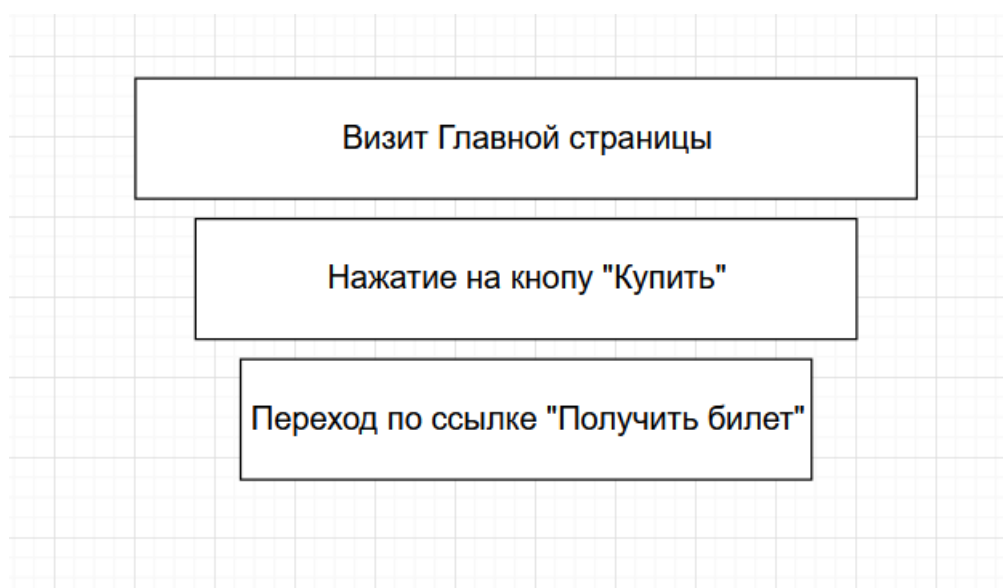 Визит Главной страницы
Нажатие на кнопу "Купить"
Переход по ссылке "Получить билет"